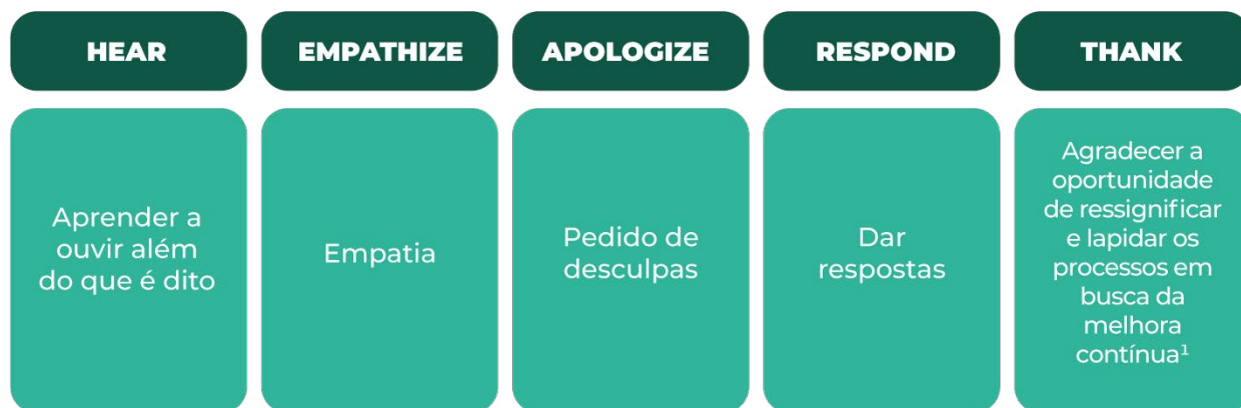 HEAR
EMPATHIZE
APOLOGIZE
RESPOND
THANK
Aprender a
ouvir além
do que é dito
Empatia
Pedido de
desculpas
Dar
respostas
Agradecer a
oportunidade
de ressignificar
e lapidar os
processos em
busca da
melhora
contínua¹